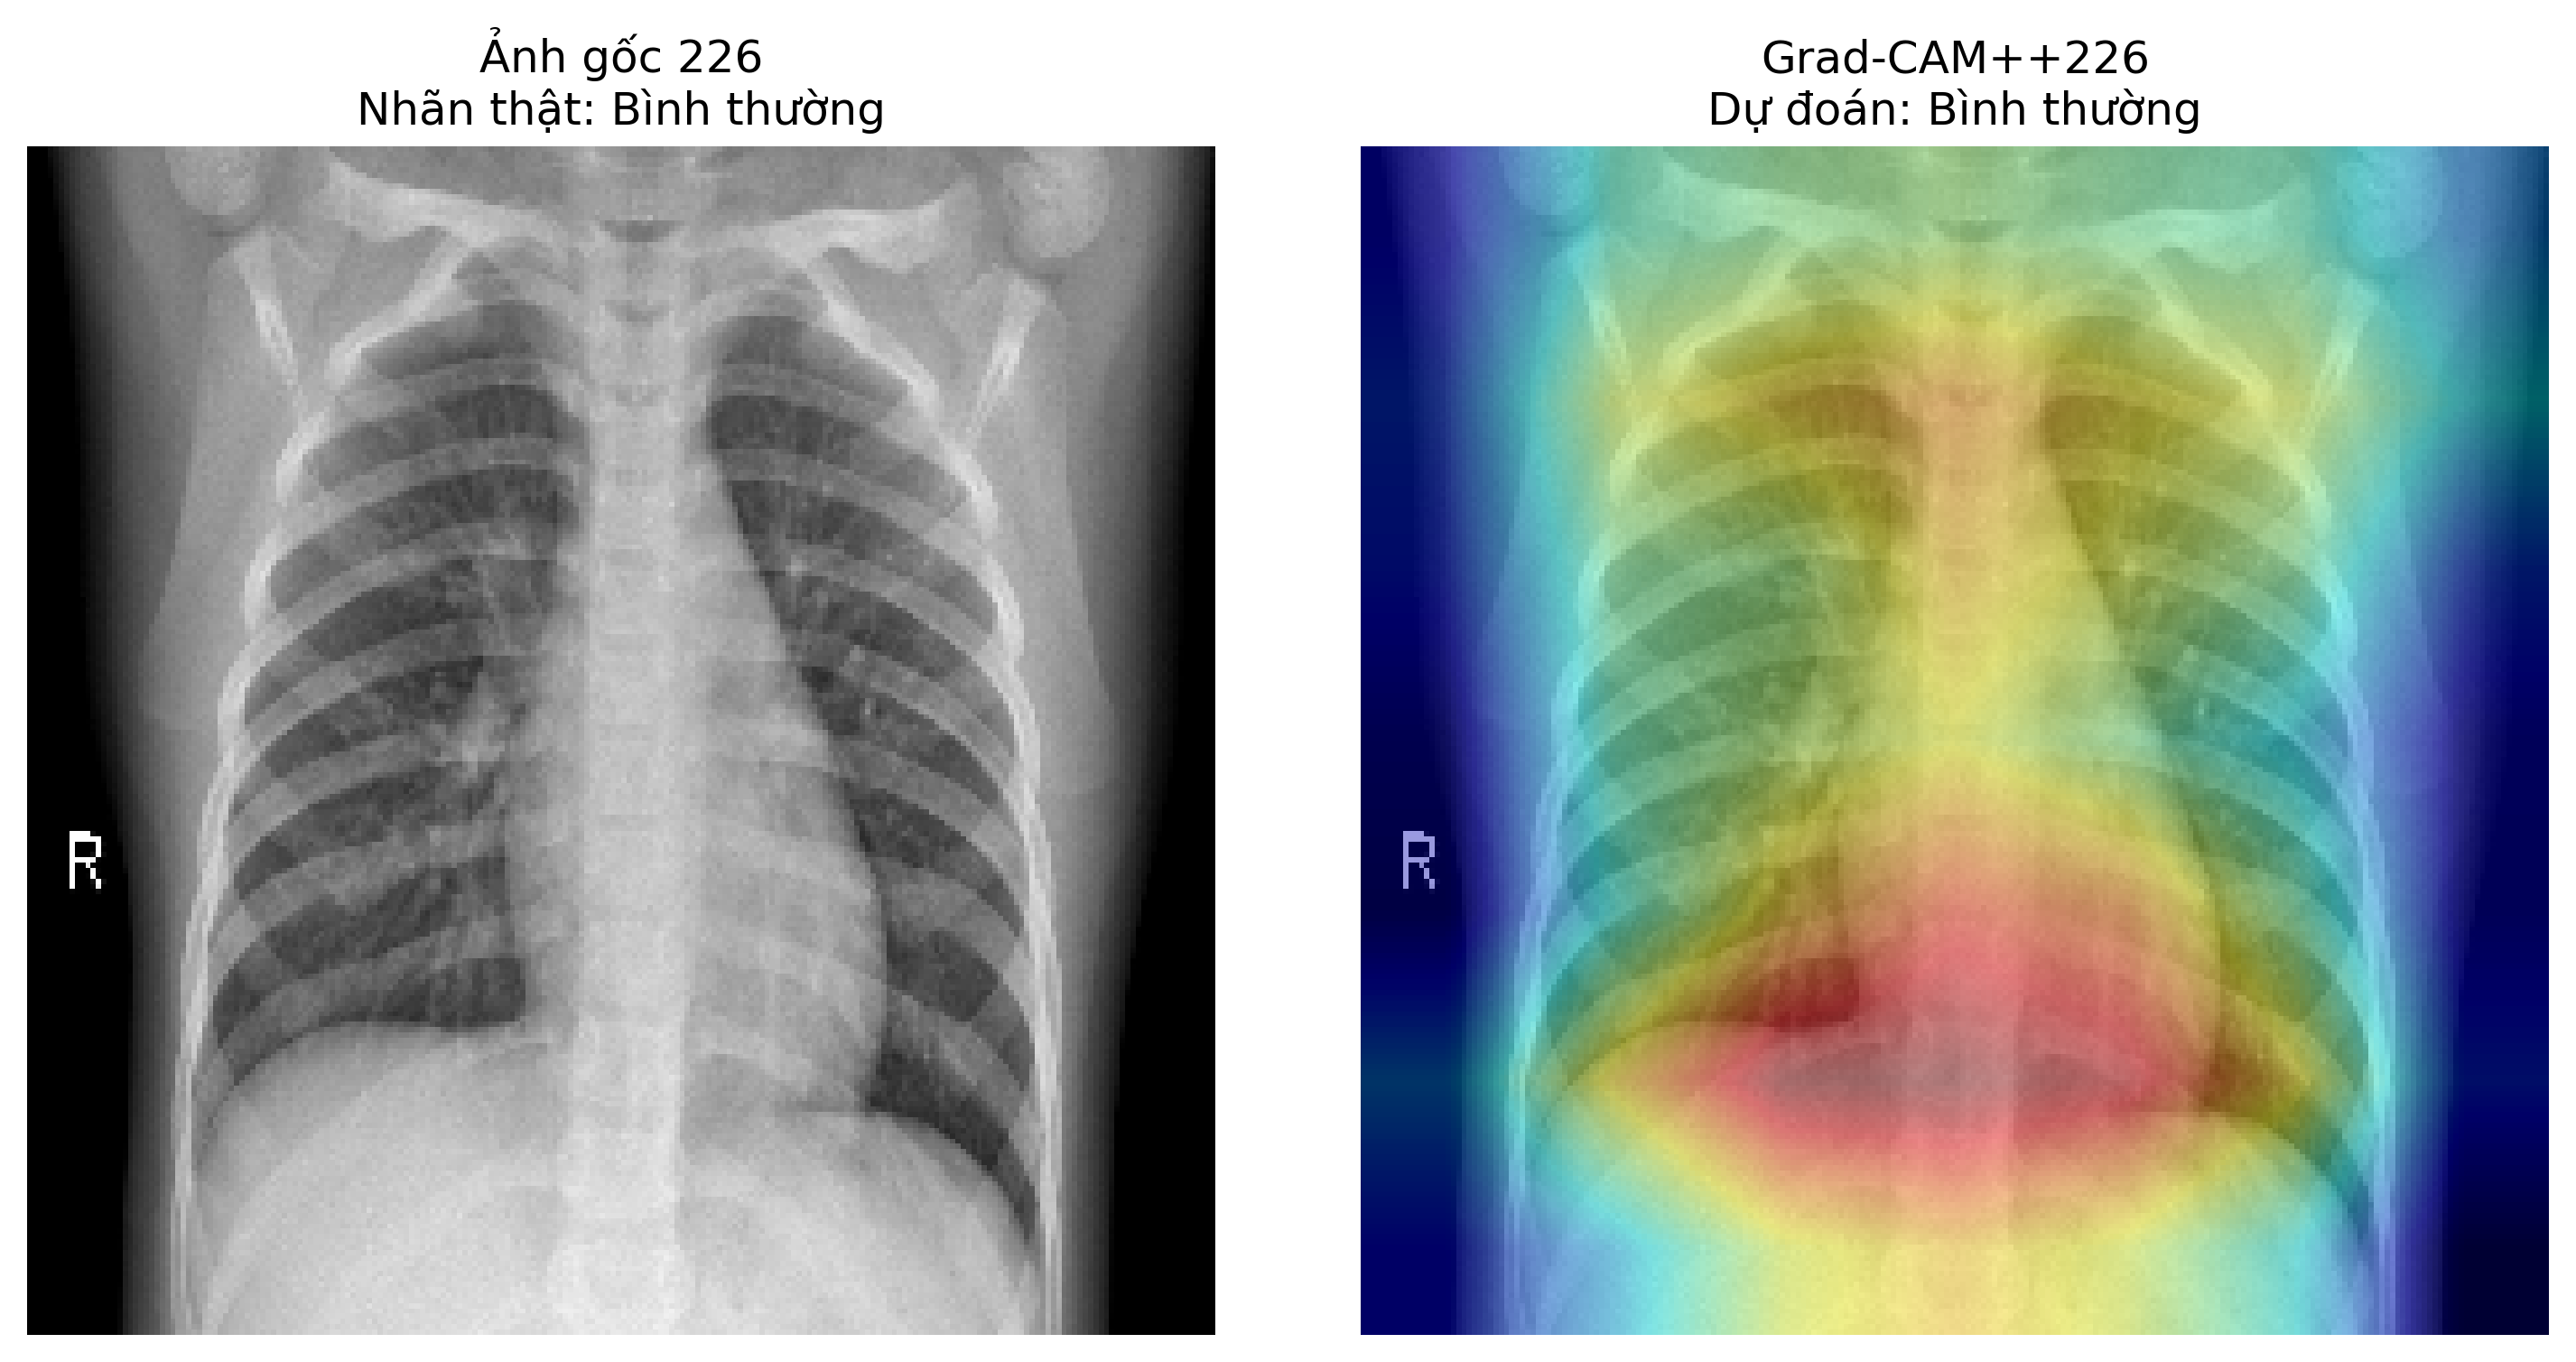 Ảnh gốc 226
Nhãn thật: Bình thường
Grad-CAM++226
Dự đoán: Bình thường
R
R